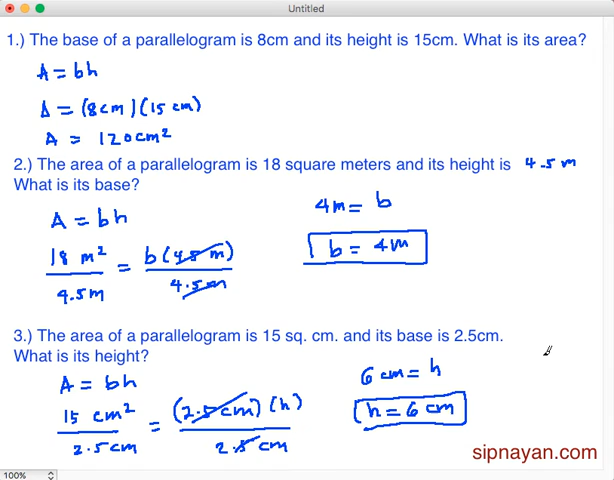 Untitled
1.) The base of a parallelogram is 8cm and its height is 15cm. What is its area?
A = bh
A = (8cm)(15cm)
A = 120cm²
2.) The area of a parallelogram is 18 square meters and its height is 4.5m
What is its base?
A = bh
18 m² / 4.5m = b(4.5 m) / 4.5m
4m = b
b = 4m
3.) The area of a parallelogram is 15 sq. cm. and its base is 2.5cm.
What is its height?
A = bh
15 cm² / 2.5cm = (2.5cm)(h) / 2.5cm
6cm = h
h = 6 cm
sipnayan.com
100%